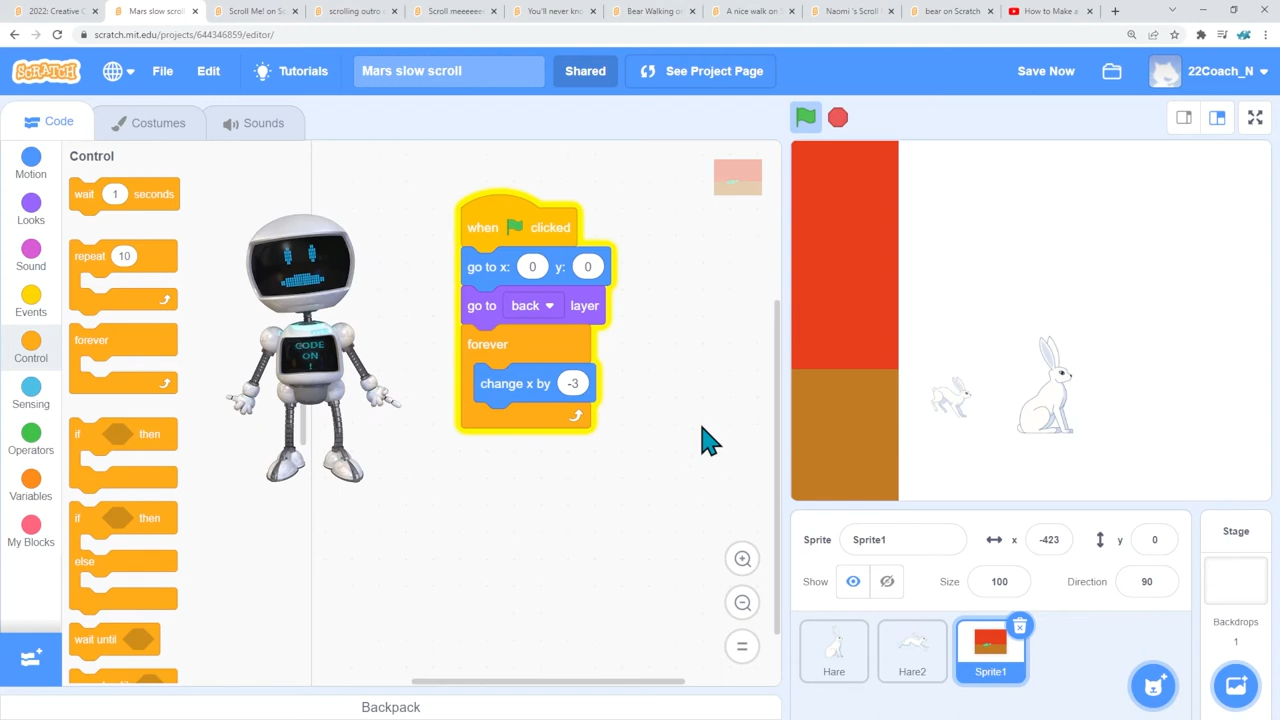 2022: Creative C
Mars slow scroll
Scroll Me! on Sc
scrolling outro c
Scroll meeeeee
You'll never kno
Bear Walking on
A nice walk on S
Naomi 's Scroll
bear on Scratch
How to Make a
scratch.mit.edu/projects/644346859/editor/
SCRATCH
File
Edit
Tutorials
Mars slow scroll
Shared
See Project Page
Save Now
22Coach_N
Code
Costumes
Sounds
Motion
Looks
Sound
Events
Control
Sensing
Operators
Variables
My Blocks
Control
wait 1 seconds
repeat 10
forever
if then
if then
else
wait until
CODE
ON
!
when clicked
go to x: 0 y: 0
go to back layer
forever
change x by -3
Sprite Sprite1 x -423 y 0
Show Size 100 Direction 90
Hare
Hare2
Sprite1
Stage
Backdrops
1
Backpack